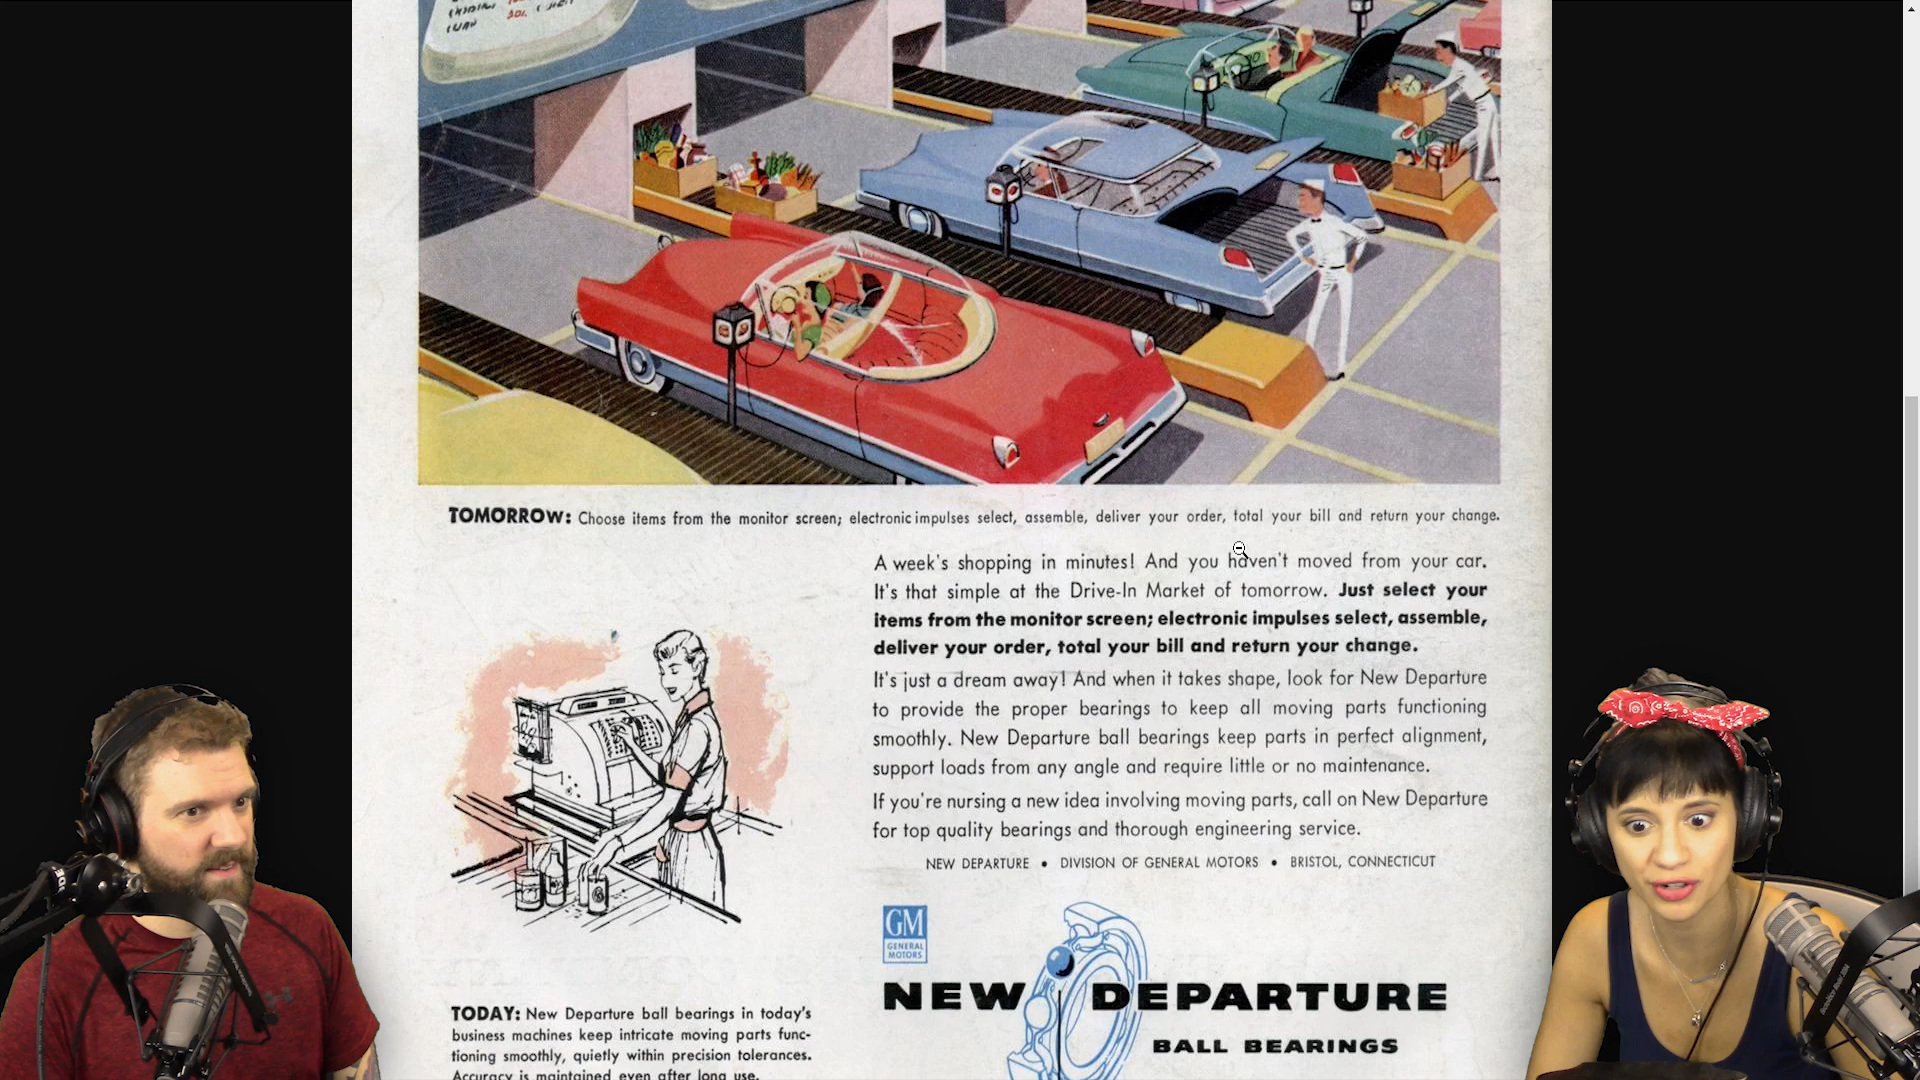 TOMORROW: Choose items from the monitor screen; electronic impulses select, assemble, deliver your order, total your bill and return your change.
A week's shopping in minutes! And you haven't moved from your car.
It's that simple at the Drive-In Market of tomorrow. Just select your
items from the monitor screen; electronic impulses select, assemble,
deliver your order, total your bill and return your change.
It's just a dream away! And when it takes shape, look for New Departure
to provide the proper bearings to keep all moving parts functioning
smoothly. New Departure ball bearings keep parts in perfect alignment,
support loads from any angle and require little or no maintenance.
If you're nursing a new idea involving moving parts, call on New Departure
for top quality bearings and thorough engineering service.
NEW DEPARTURE • DIVISION OF GENERAL MOTORS • BRISTOL, CONNECTICUT
GM
GENERAL
MOTORS
NEW DEPARTURE
BALL BEARINGS
TODAY: New Departure ball bearings in today's
business machines keep intricate moving parts func-
tioning smoothly, quietly within precision tolerances.
Accuracy is maintained even after long use.